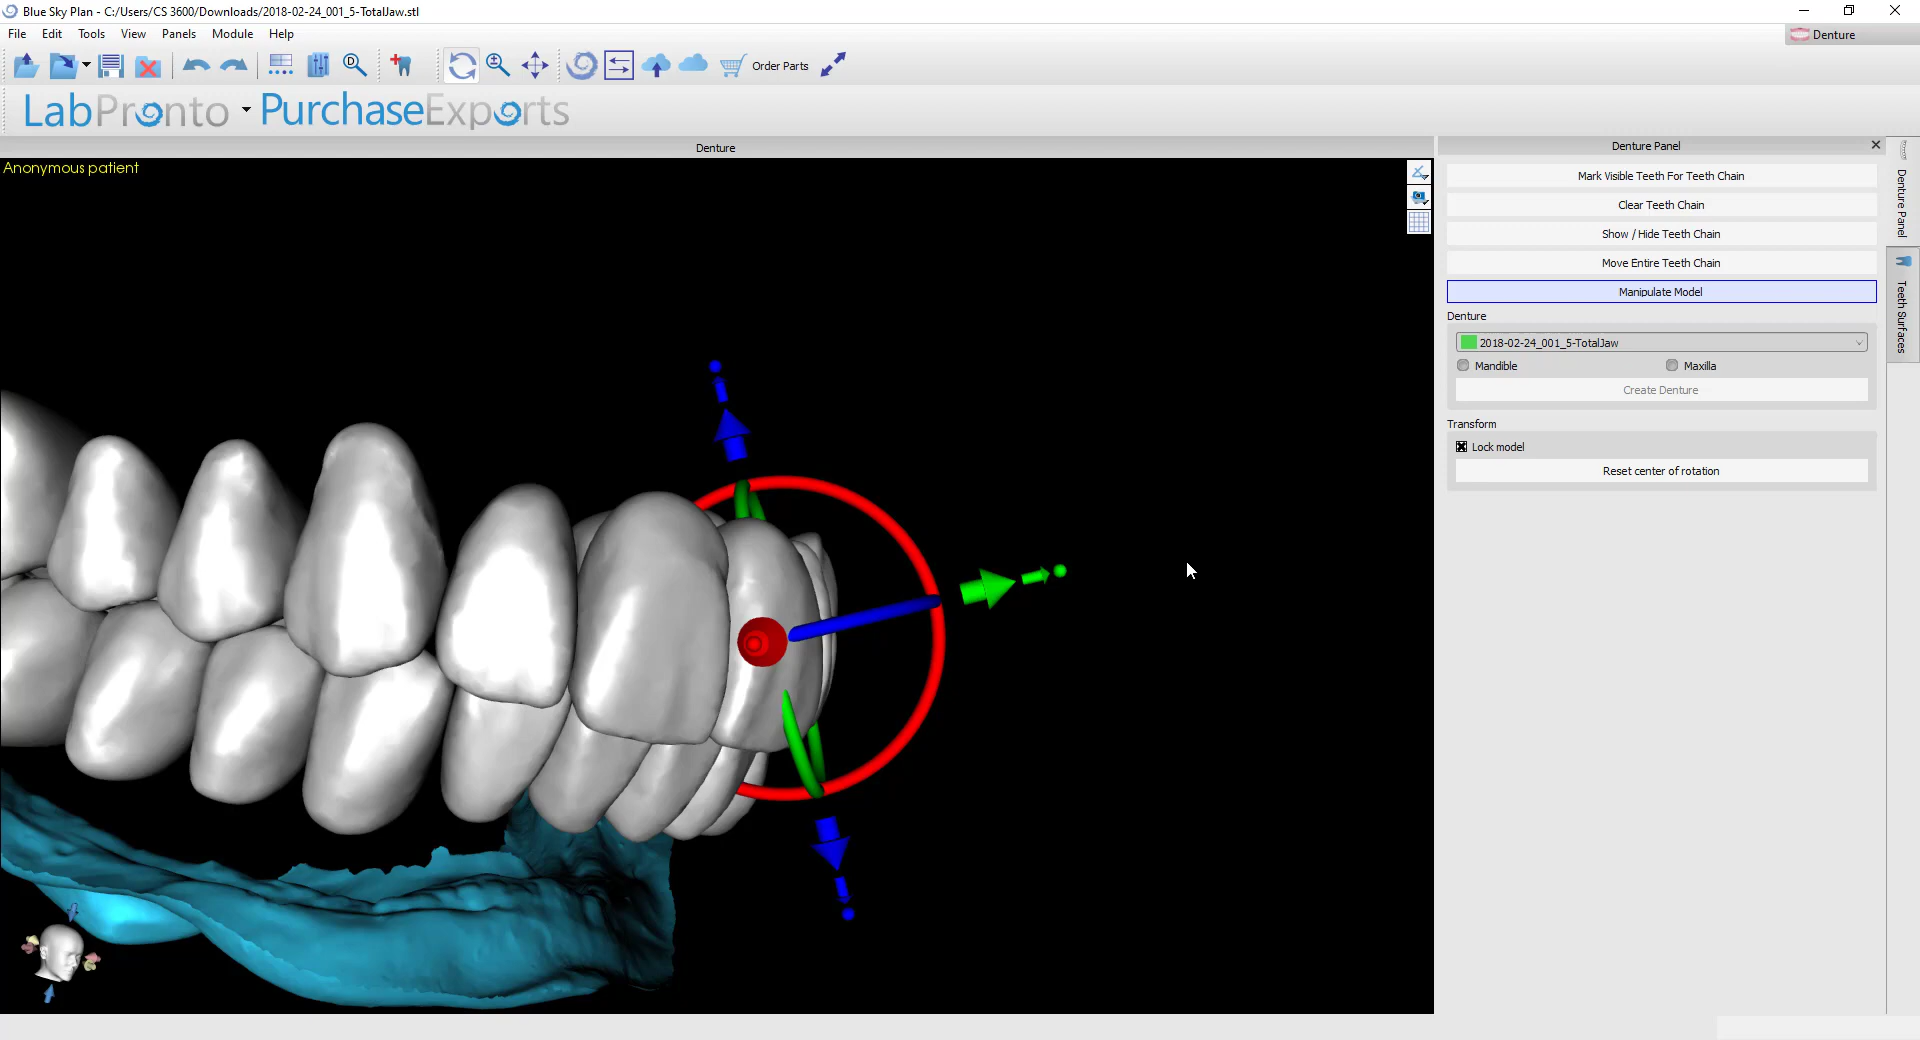 Blue Sky Plan - C:/Users/CS 3600/Downloads/2018-02-24_001_5-TotalJaw.stl
File Edit Tools View Panels Module Help
Denture
D
Order Parts
LabPronto PurchaseExports
Denture
Denture Panel
Anonymous patient
Mark Visible Teeth For Teeth Chain
Clear Teeth Chain
Show / Hide Teeth Chain
Move Entire Teeth Chain
Manipulate Model
Denture
2018-02-24_001_5-TotalJaw
Mandible
Maxilla
Create Denture
Transform
Lock model
Reset center of rotation
Denture Panel
Teeth Surfaces